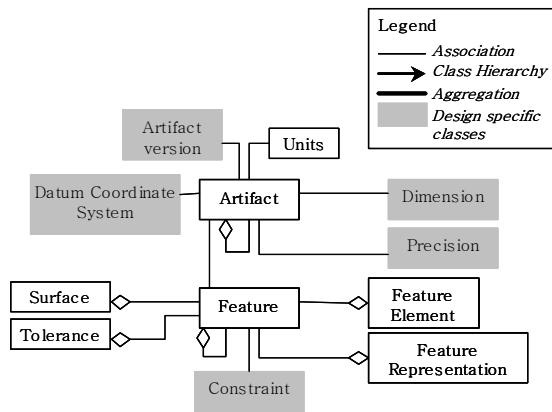 Legend
Association
Class Hierarchy
Aggregation
Design specific
classes
Artifact
version
Units
Datum Coordinate
System
Artifact
Dimension
Precision
Surface
Feature
Feature
Element
Tolerance
Feature
Representation
Constraint